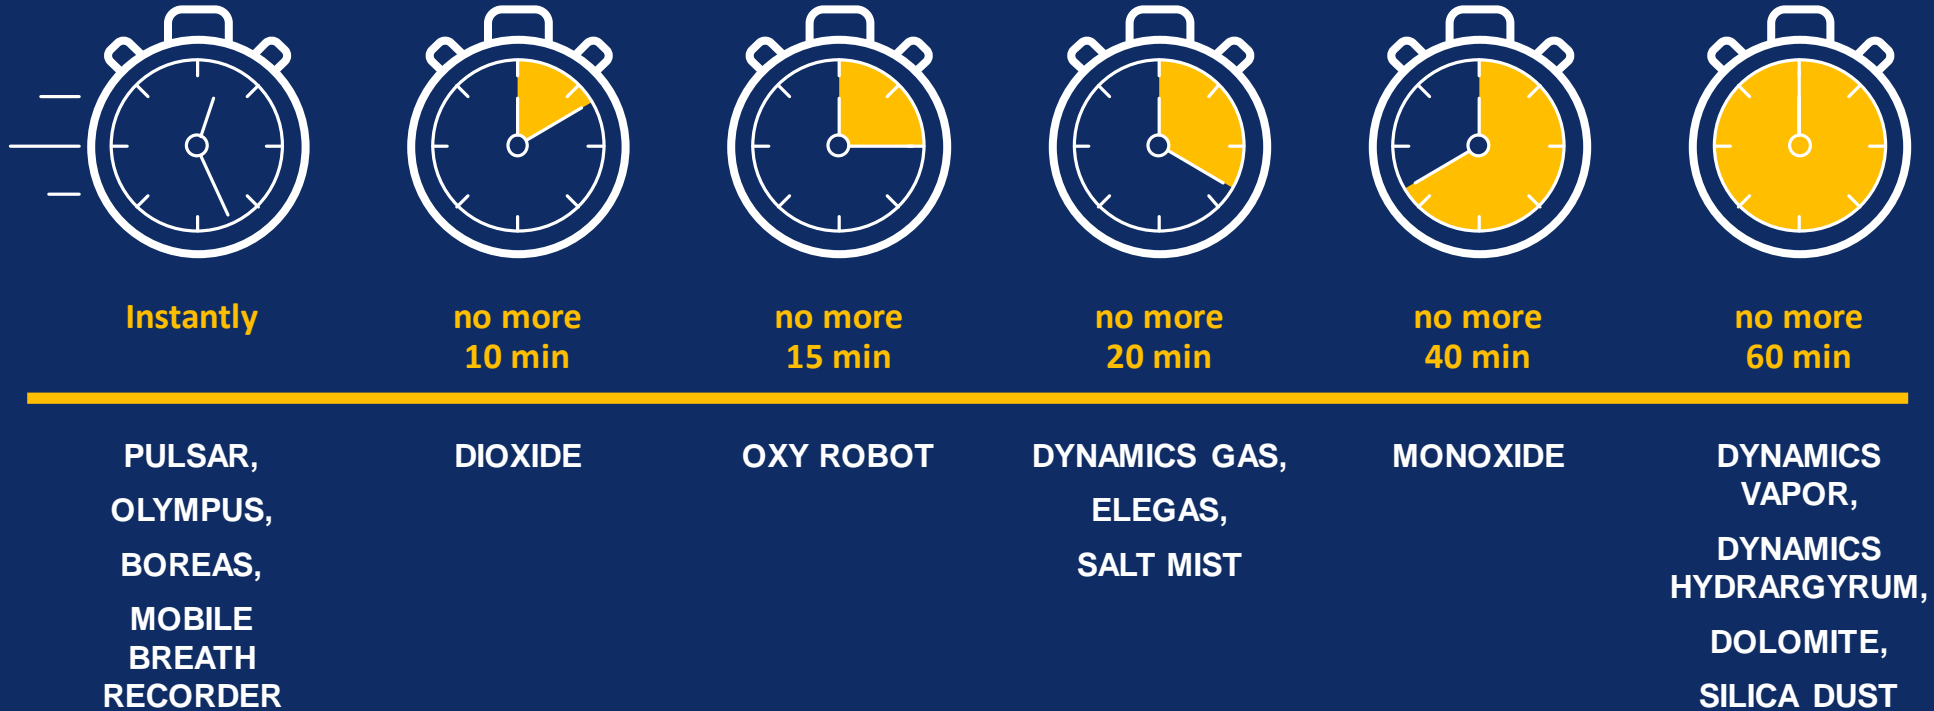 Instantly
no more
10 min
no more
15 min
no more
20 min
no more
40 min
no more
60 min
PULSAR,
OLYMPUS,
BOREAS,
MOBILE
BREATH
RECORDER
DIOXIDE
OXY ROBOT
DYNAMICS GAS,
ELEGAS,
SALT MIST
MONOXIDE
DYNAMICS
VAPOR,
DYNAMICS
HYDRARGYRUM,
DOLOMITE,
SILICA DUST